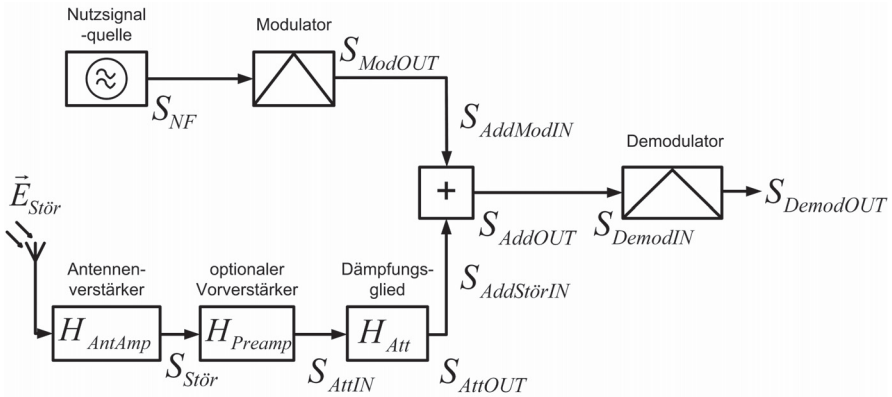 Nutzsignal
-quelle
Modulator
S_ModOUT
S_NF
S_AddModIN
Demodulator
E⃗_Stör
+
S_DemodOUT
S_AddOUT
S_DemodIN
Antennen-
verstärker
optionaler
Vorverstärker
Dämpfungs-
glied
S_AddStörIN
H_AntAmp
H_Preamp
H_Att
S_Stör
S_AttIN
S_AttOUT